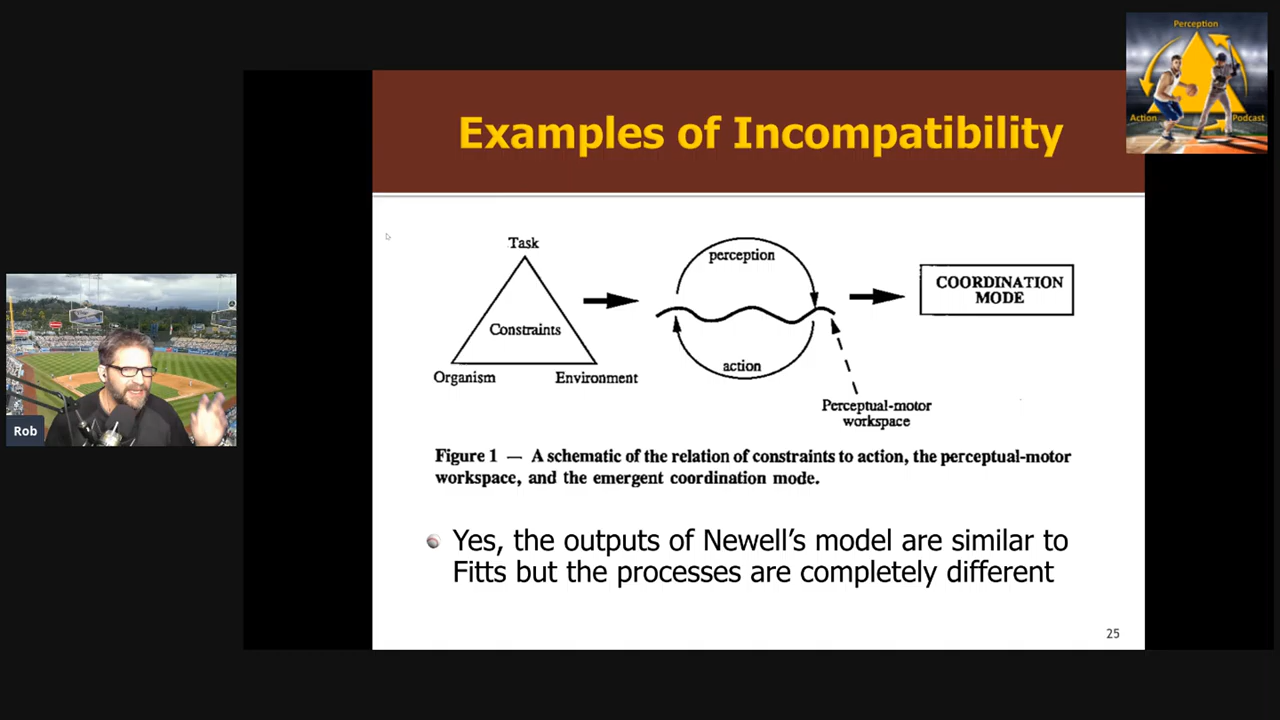 Perception
Action
Podcast
Examples of Incompatibility
Task
Constraints
Organism
Environment
perception
action
Perceptual-motor
workspace
COORDINATION
MODE
Figure 1 — A schematic of the relation of constraints to action, the perceptual-motor
workspace, and the emergent coordination mode.
Yes, the outputs of Newell's model are similar to
Fitts but the processes are completely different
25
Rob